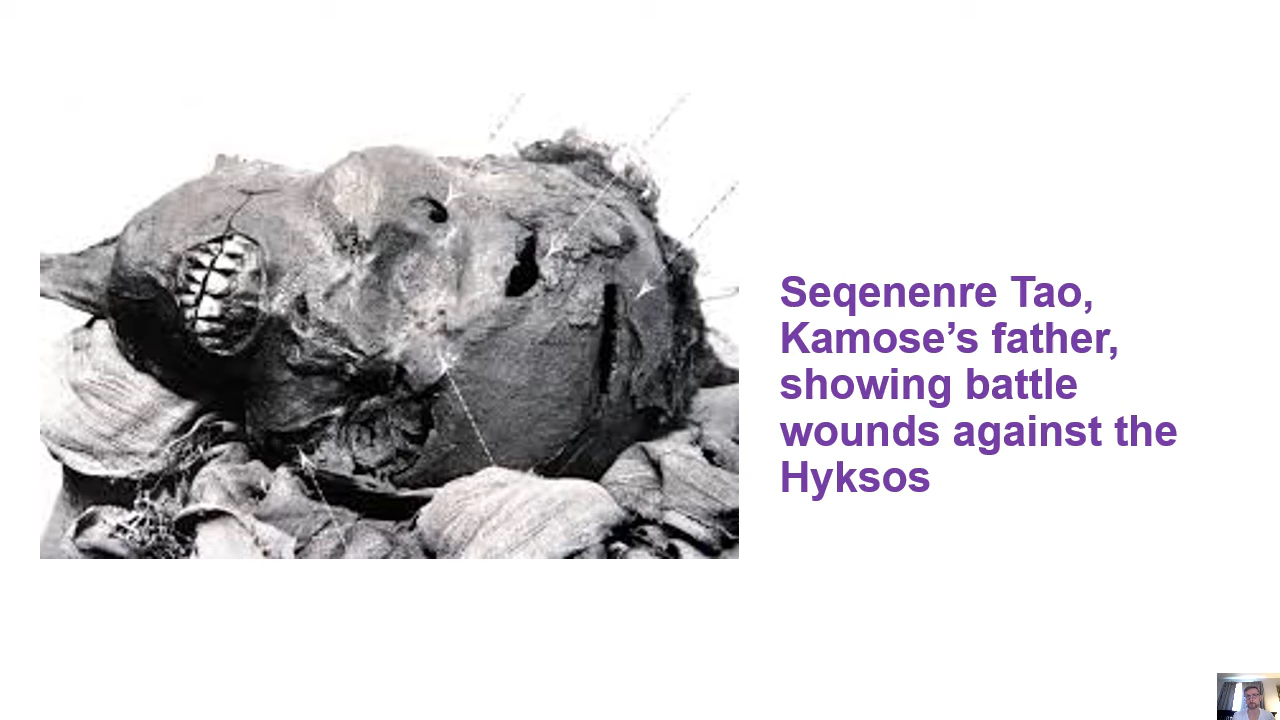 Seqenenre Tao,
Kamose’s father,
showing battle
wounds against the
Hyksos